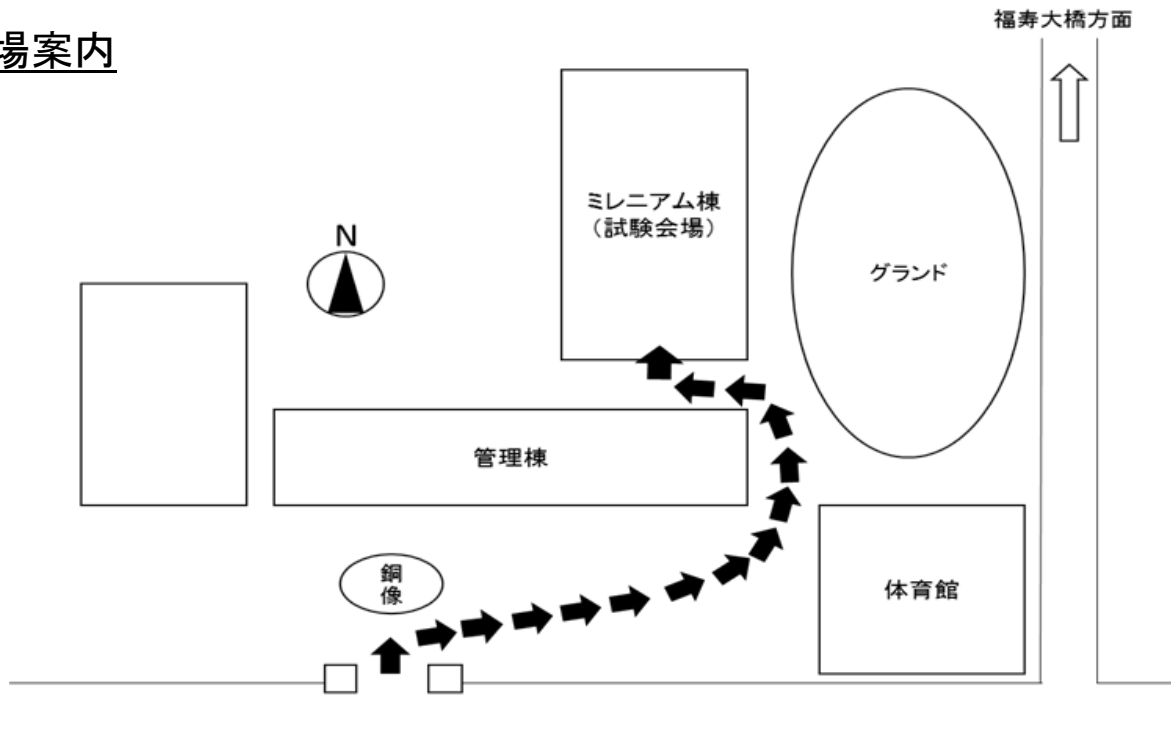 場案内
福寿大橋方面
ミレニアム棟
（試験会場）
N
グランド
管理棟
銅
像
体育館